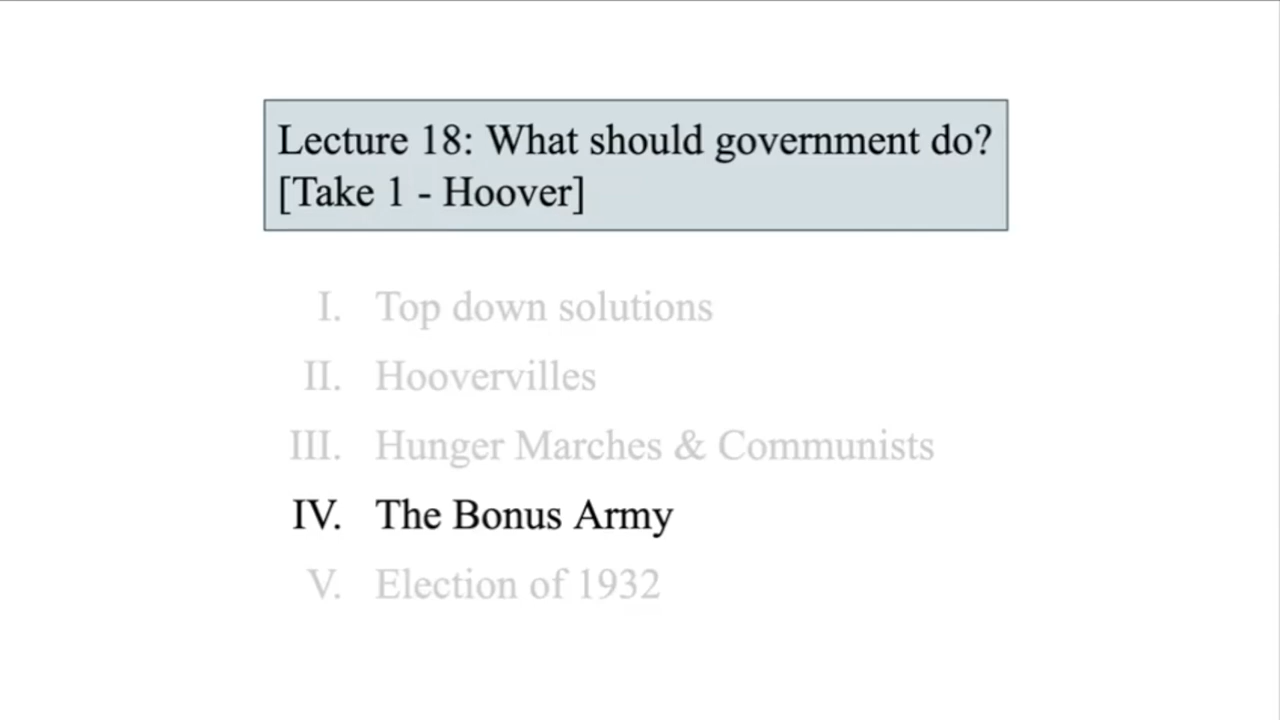 Lecture 18: What should government do?
[Take 1 - Hoover]
I. Top down solutions
II. Hoovervilles
III. Hunger Marches & Communists
IV. The Bonus Army
V. Election of 1932